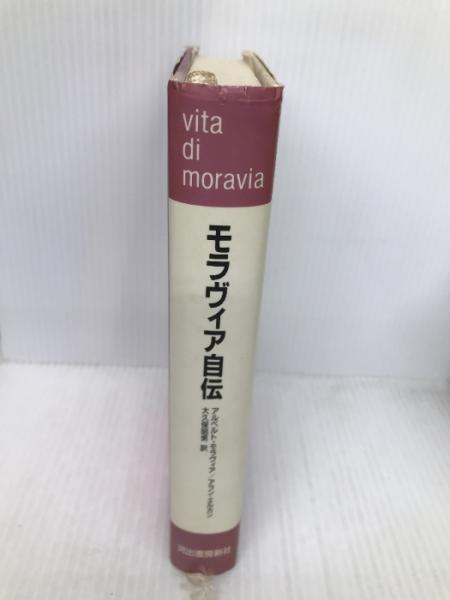 vita
di
moravia
モラヴィア自伝
アルベルト・モラヴィア/アラン・エルカン
大久保昭男 訳
河出書房新社